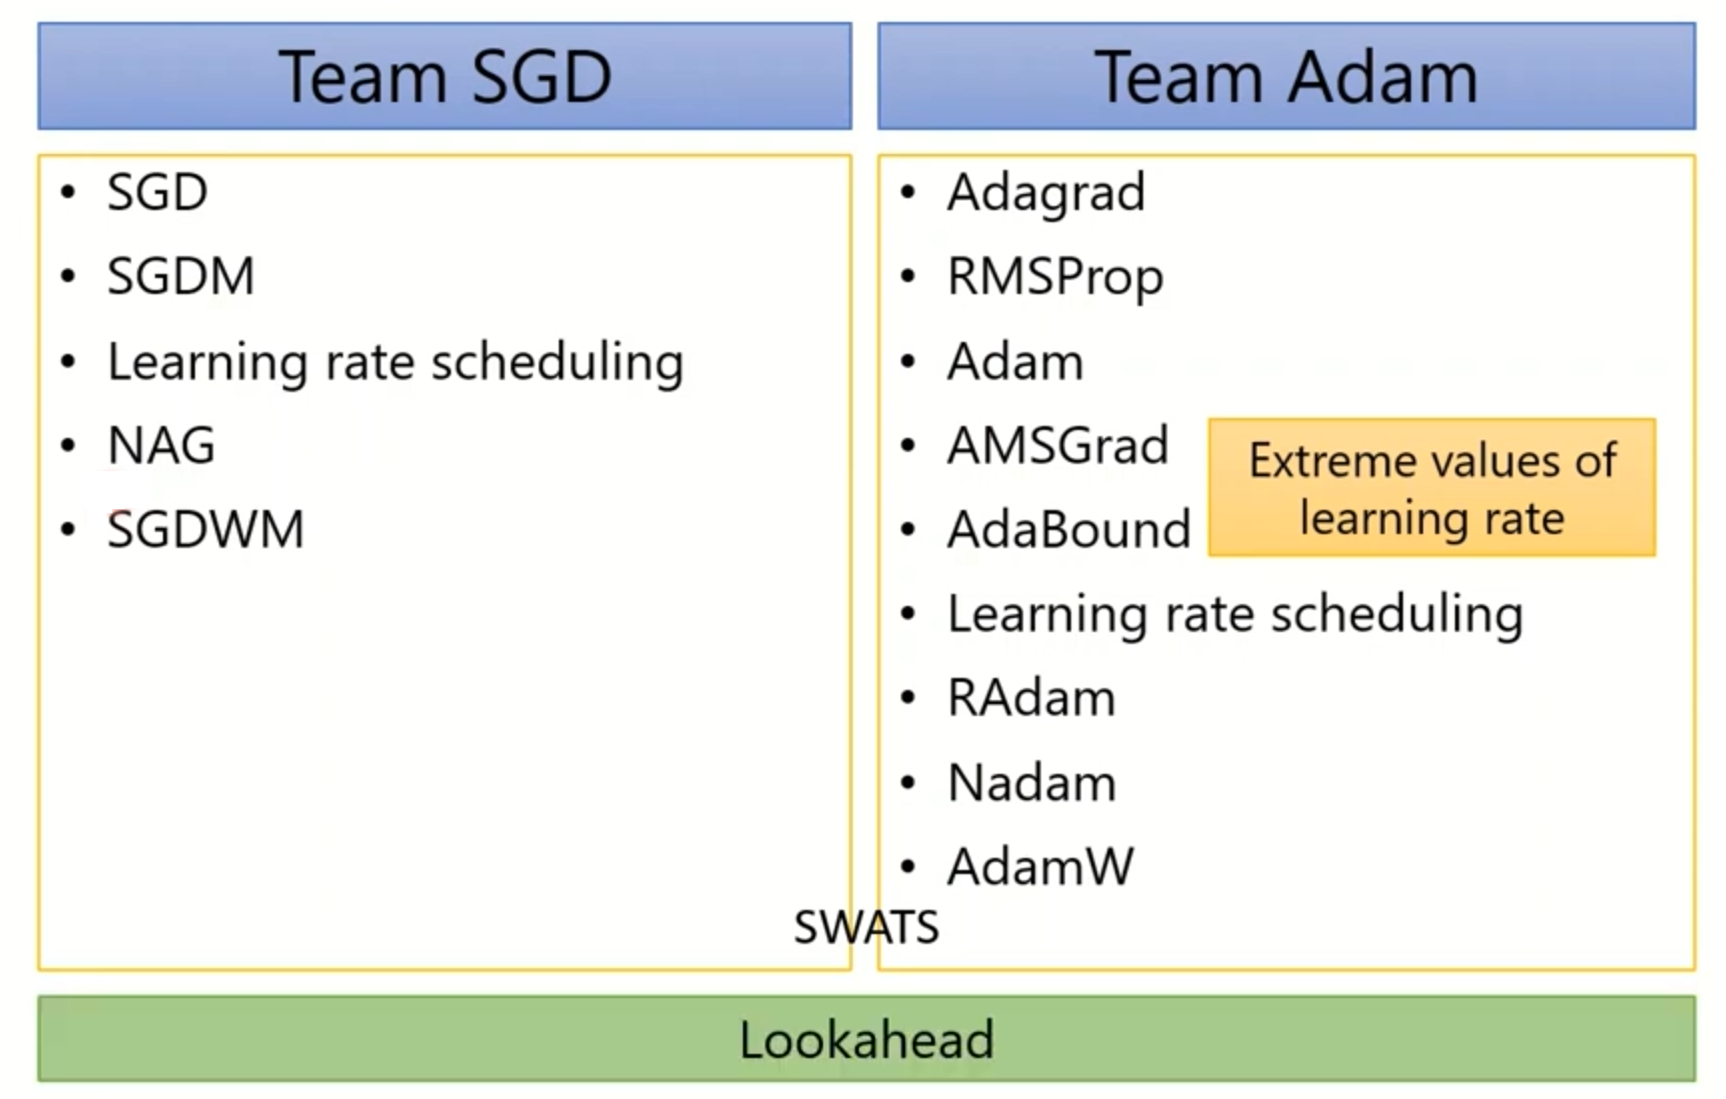 Team SGD
• SGD
• SGDM
• Learning rate scheduling
• NAG
• SGDWM
Team Adam
• Adagrad
• RMSProp
• Adam
• AMSGrad
• AdaBound
Extreme values of
learning rate
• Learning rate scheduling
• RAdam
• Nadam
• AdamW
SWATS
Lookahead